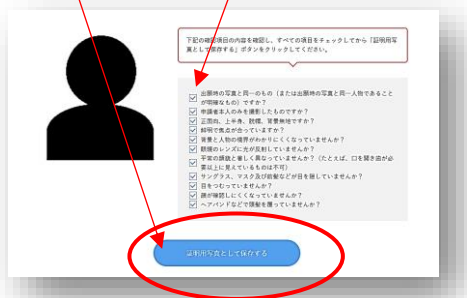 下記の確認項目の内容を確認し、すべての項目をチェックしてから「証明用写
真として保存する」ボタンをクリックしてください。
出願時の写真と同一のもの（または出願時の写真と同一人物であること
が明確なもの）ですか？
申請者本人のみを撮影したものですか？
正面向、上半身、脱帽、背景無地ですか？
鮮明で焦点が合っていますか？
背景と人物の境界がわかりにくくなっていませんか？
眼鏡のレンズに光が反射していませんか？
平常の顔貌と著しく異なっていませんか？（たとえば、口を開き歯が必
要以上に見えているものは不可）
サングラス、マスク及び前髪などが目を隠していませんか？
目をつむっていませんか？
顔が確認しにくくなっていませんか？
ヘアバンドなどで頭髪を覆っていませんか？
証明用写真として保存する